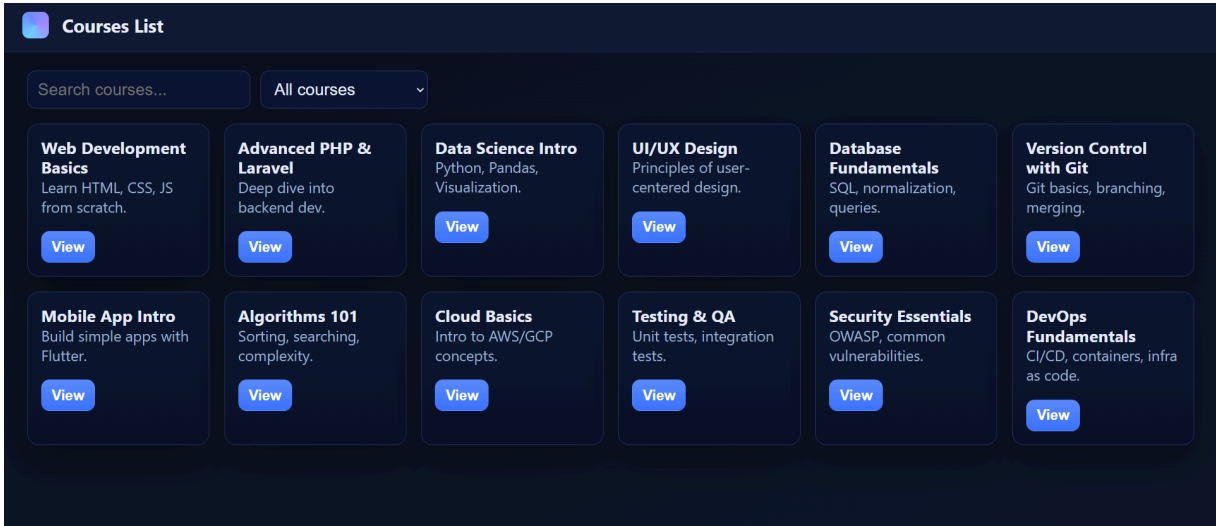 Courses List
Search courses...
All courses
Web Development
Basics
Learn HTML, CSS, JS
from scratch.
View
Advanced PHP &
Laravel
Deep dive into
backend dev.
View
Data Science Intro
Python, Pandas,
Visualization.
View
UI/UX Design
Principles of user-
centered design.
View
Database
Fundamentals
SQL, normalization,
queries.
View
Version Control
with Git
Git basics, branching,
merging.
View
Mobile App Intro
Build simple apps with
Flutter.
View
Algorithms 101
Sorting, searching,
complexity.
View
Cloud Basics
Intro to AWS/GCP
concepts.
View
Testing & QA
Unit tests, integration
tests.
View
Security Essentials
OWASP, common
vulnerabilities.
View
DevOps
Fundamentals
CI/CD, containers, infra
as code.
View